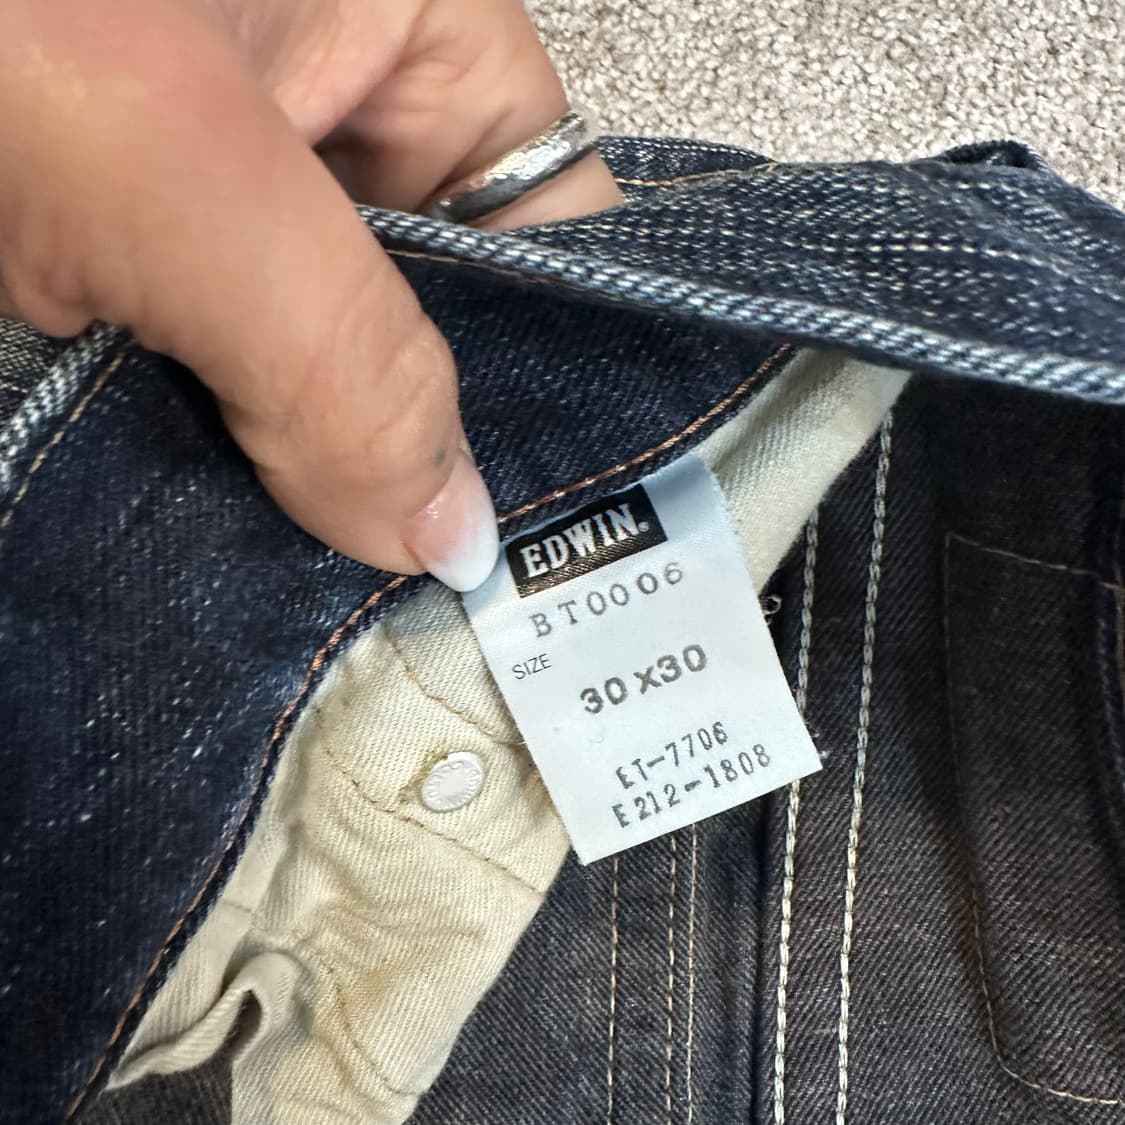 EDWIN®
BT0006
SIZE
30x30
ET-7706
E212-1808